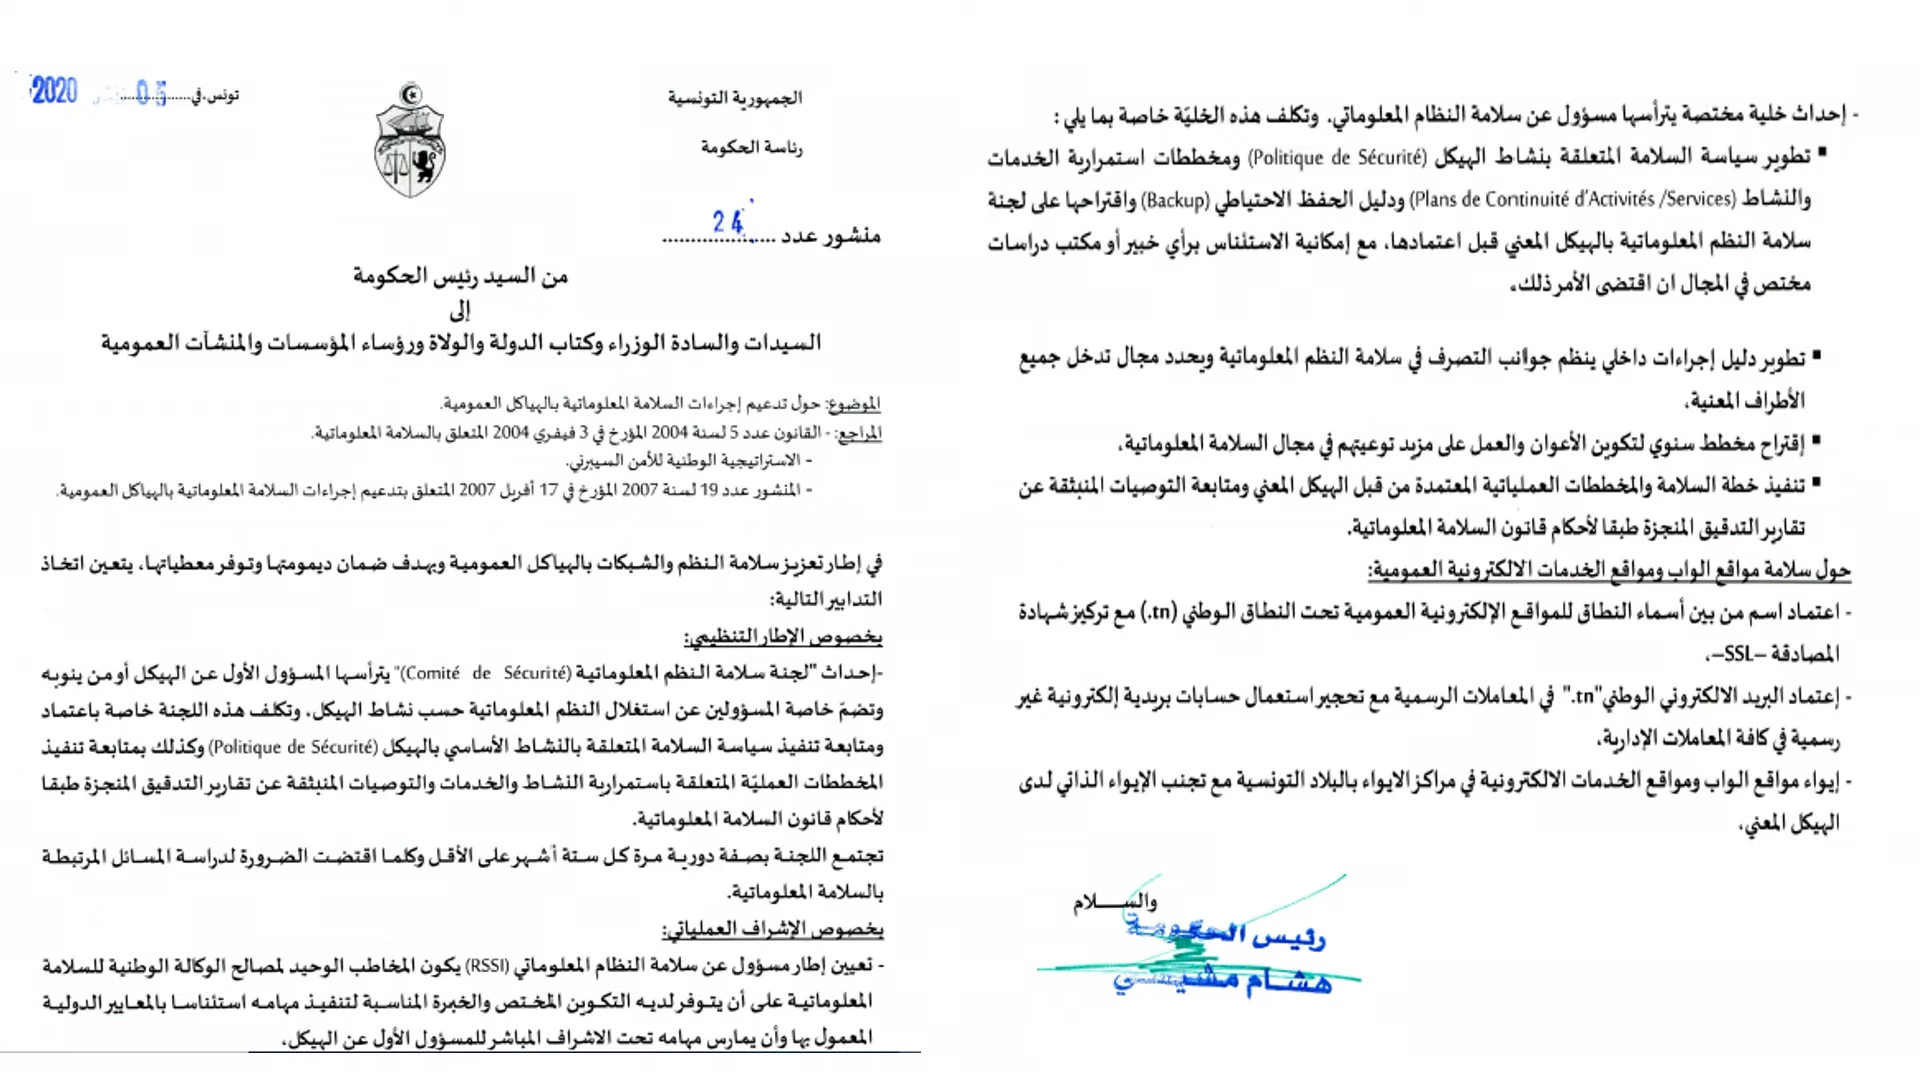 الجمهورية التونسية
رئاسة الحكومة
تونس، في 05 2020
منشور عدد 24
من السيد رئيس الحكومة
إلى
السيدات والسادة الوزراء وكتاب الدولة والولاة ورؤساء المؤسسات والمنشآت العمومية
الموضوع: حول تدعيم إجراءات السلامة المعلوماتية بالهياكل العمومية.
المراجع: - القانون عدد 5 لسنة 2004 المؤرخ في 3 فيفري 2004 المتعلق بالسلامة المعلوماتية.
- الاستراتيجية الوطنية للأمن السيبرني.
- المنشور عدد 19 لسنة 2007 المؤرخ في 17 أفريل 2007 المتعلق بتدعيم إجراءات السلامة المعلوماتية بالهياكل العمومية.
في إطار تعزيز سلامة النظم والشبكات بالهياكل العمومية وبهدف ضمان ديمومتها وتوفر معطياتها، يتعين اتخاذ
التدابير التالية:
بخصوص الإطار التنظيمي:
-إحداث "لجنة سلامة النظم المعلوماتية (Comité de Sécurité)" يترأسها المسؤول الأول عن الهيكل أو من ينوبه
وتضمّ خاصة المسؤولين عن استغلال النظم المعلوماتية حسب نشاط الهيكل، وتكلف هذه اللجنة خاصة باعتماد
ومتابعة تنفيذ سياسة السلامة المتعلقة بالنشاط الأساسي بالهيكل (Politique de Sécurité) وكذلك بمتابعة تنفيذ
المخططات العمليّة المتعلقة باستمرارية النشاط والخدمات والتوصيات المنبثقة عن تقارير التدقيق المنجزة طبقا
لأحكام قانون السلامة المعلوماتية.
تجتمع اللجنة بصفة دورية مرة كل ستة أشهر على الأقل وكلما اقتضت الضرورة لدراسة المسائل المرتبطة
بالسلامة المعلوماتية.
بخصوص الإشراف العملياتي:
- تعيين إطار مسؤول عن سلامة النظام المعلوماتي (RSSI) يكون المخاطب الوحيد لمصالح الوكالة الوطنية للسلامة
المعلوماتية على أن يتوفر لديه التكوين المختص والخبرة المناسبة لتنفيذ مهامه استئناسا بالمعايير الدولية
المعمول بها وأن يمارس مهامه تحت الاشراف المباشر للمسؤول الأول عن الهيكل.
- إحداث خلية مختصة يترأسها مسؤول عن سلامة النظام المعلوماتي، وتكلف هذه الخليّة خاصة بما يلي :
▪ تطوير سياسة السلامة المتعلقة بنشاط الهيكل (Politique de Sécurité) ومخططات استمرارية الخدمات
والنشاط (Plans de Continuité d'Activités /Services) ودليل الحفظ الاحتياطي (Backup) واقتراحها على لجنة
سلامة النظم المعلوماتية بالهيكل المعني قبل اعتمادها، مع إمكانية الاستئناس برأي خبير أو مكتب دراسات
مختص في المجال ان اقتضى الأمر ذلك.
▪ تطوير دليل إجراءات داخلي ينظم جوانب التصرف في سلامة النظم المعلوماتية ويحدد مجال تدخل جميع
الأطراف المعنية،
▪ إقتراح مخطط سنوي لتكوين الأعوان والعمل على مزيد توعيتهم في مجال السلامة المعلوماتية،
▪ تنفيذ خطة السلامة والمخططات العملياتية المعتمدة من قبل الهيكل المعني ومتابعة التوصيات المنبثقة عن
تقارير التدقيق المنجزة طبقا لأحكام قانون السلامة المعلوماتية.
حول سلامة مواقع الواب ومواقع الخدمات الالكترونية العمومية:
- اعتماد اسم من بين أسماء النطاق للمواقع الإلكترونية العمومية تحت النطاق الوطني (tn.) مع تركيز شهادة
المصادقة –SSL–،
- إعتماد البريد الالكتروني الوطني"tn." في المعاملات الرسمية مع تحجير استعمال حسابات بريدية إلكترونية غير
رسمية في كافة المعاملات الإدارية،
- إيواء مواقع الواب ومواقع الخدمات الالكترونية في مراكز الايواء بالبلاد التونسية مع تجنب الإيواء الذاتي لدى
الهيكل المعني،
والســـلام
رئيس الحكومة
هشام مشيشي